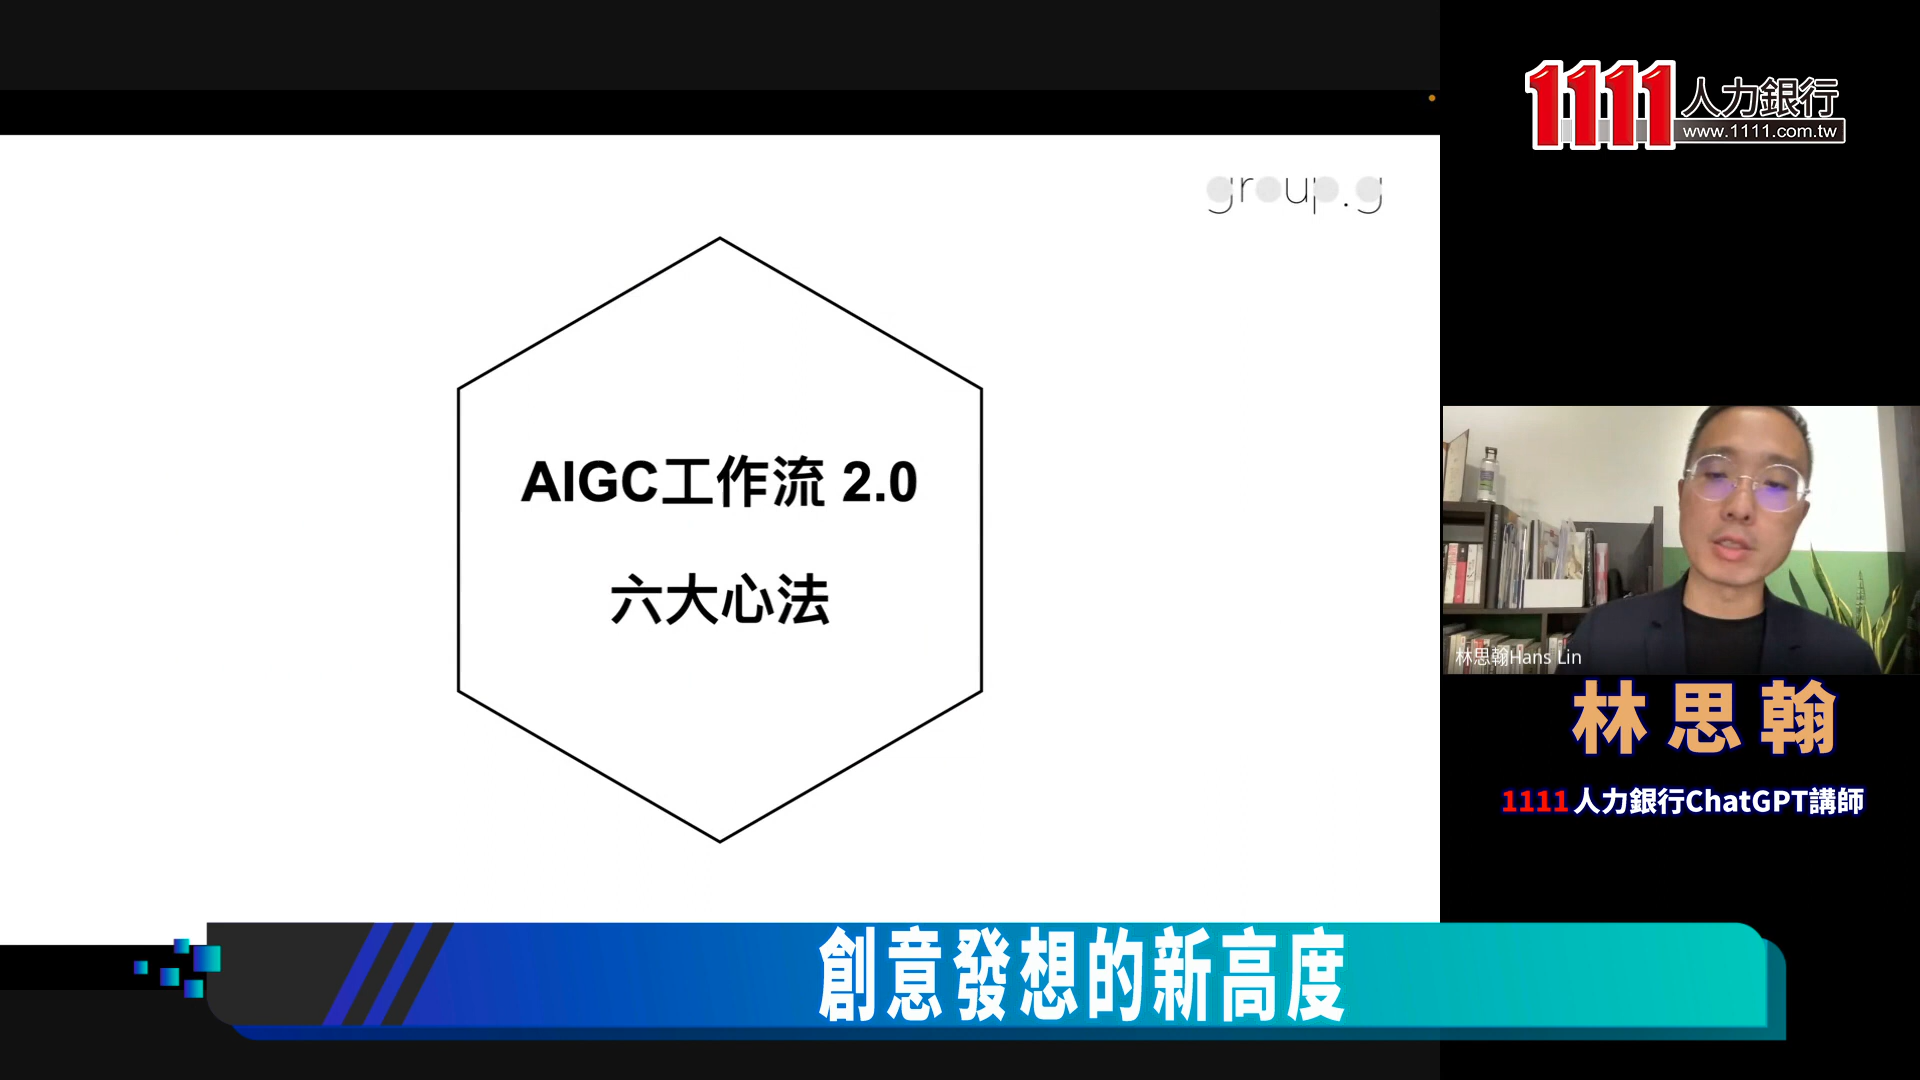 1111人力銀行
www.1111.com.tw
group.g
AIGC工作流 2.0
六大心法
林思翰Hans Lin
林思翰
1111人力銀行ChatGPT講師
創意發想的新高度